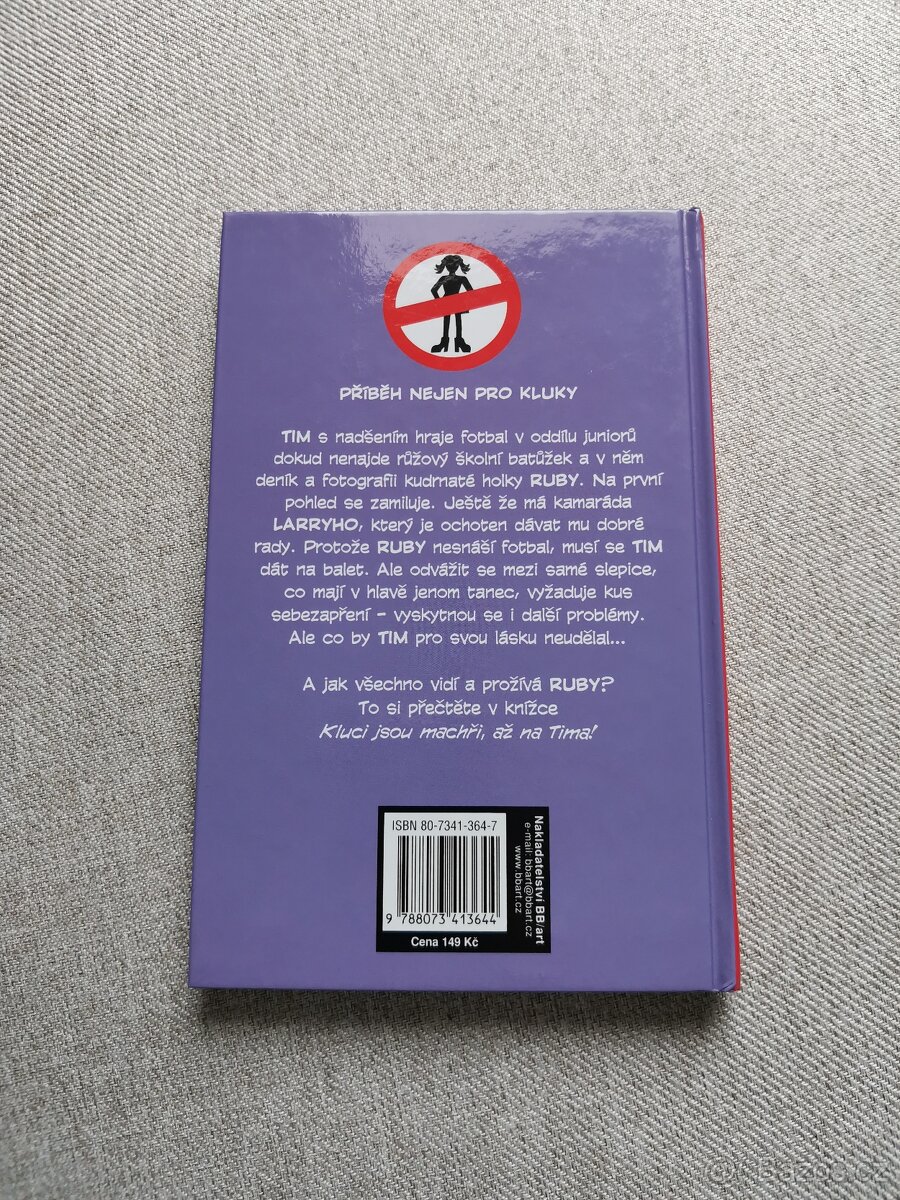 PŘÍBĚH NEJEN PRO KLUKY
TIM s nadšením hraje fotbal v oddílu juniorů
dokud nenajde růžový školní batůžek a v něm
deník a fotografii kudrnaté holky RUBY. Na první
pohled se zamiluje. Ještě že má kamaráda
LARRYHO, který je ochoten dávat mu dobré
rady. Protože RUBY nesnáší fotbal, musí se TIM
dát na balet. Ale odvážit se mezi samé slepice,
co mají v hlavě jenom tanec, vyžaduje kus
sebezapření – vyskytnou se i další problémy.
Ale co by TIM pro svou lásku neudělal...
A jak všechno vidí a prožívá RUBY?
To si přečtěte v knížce
Kluci jsou machři, až na Tima!
ISBN 80-7341-364-7
9 788073 413644
Cena 149 Kč
Nakladatelství BB/art
e-mail: bbart@bbart.cz
www.bbart.cz
© Bazoš.cz